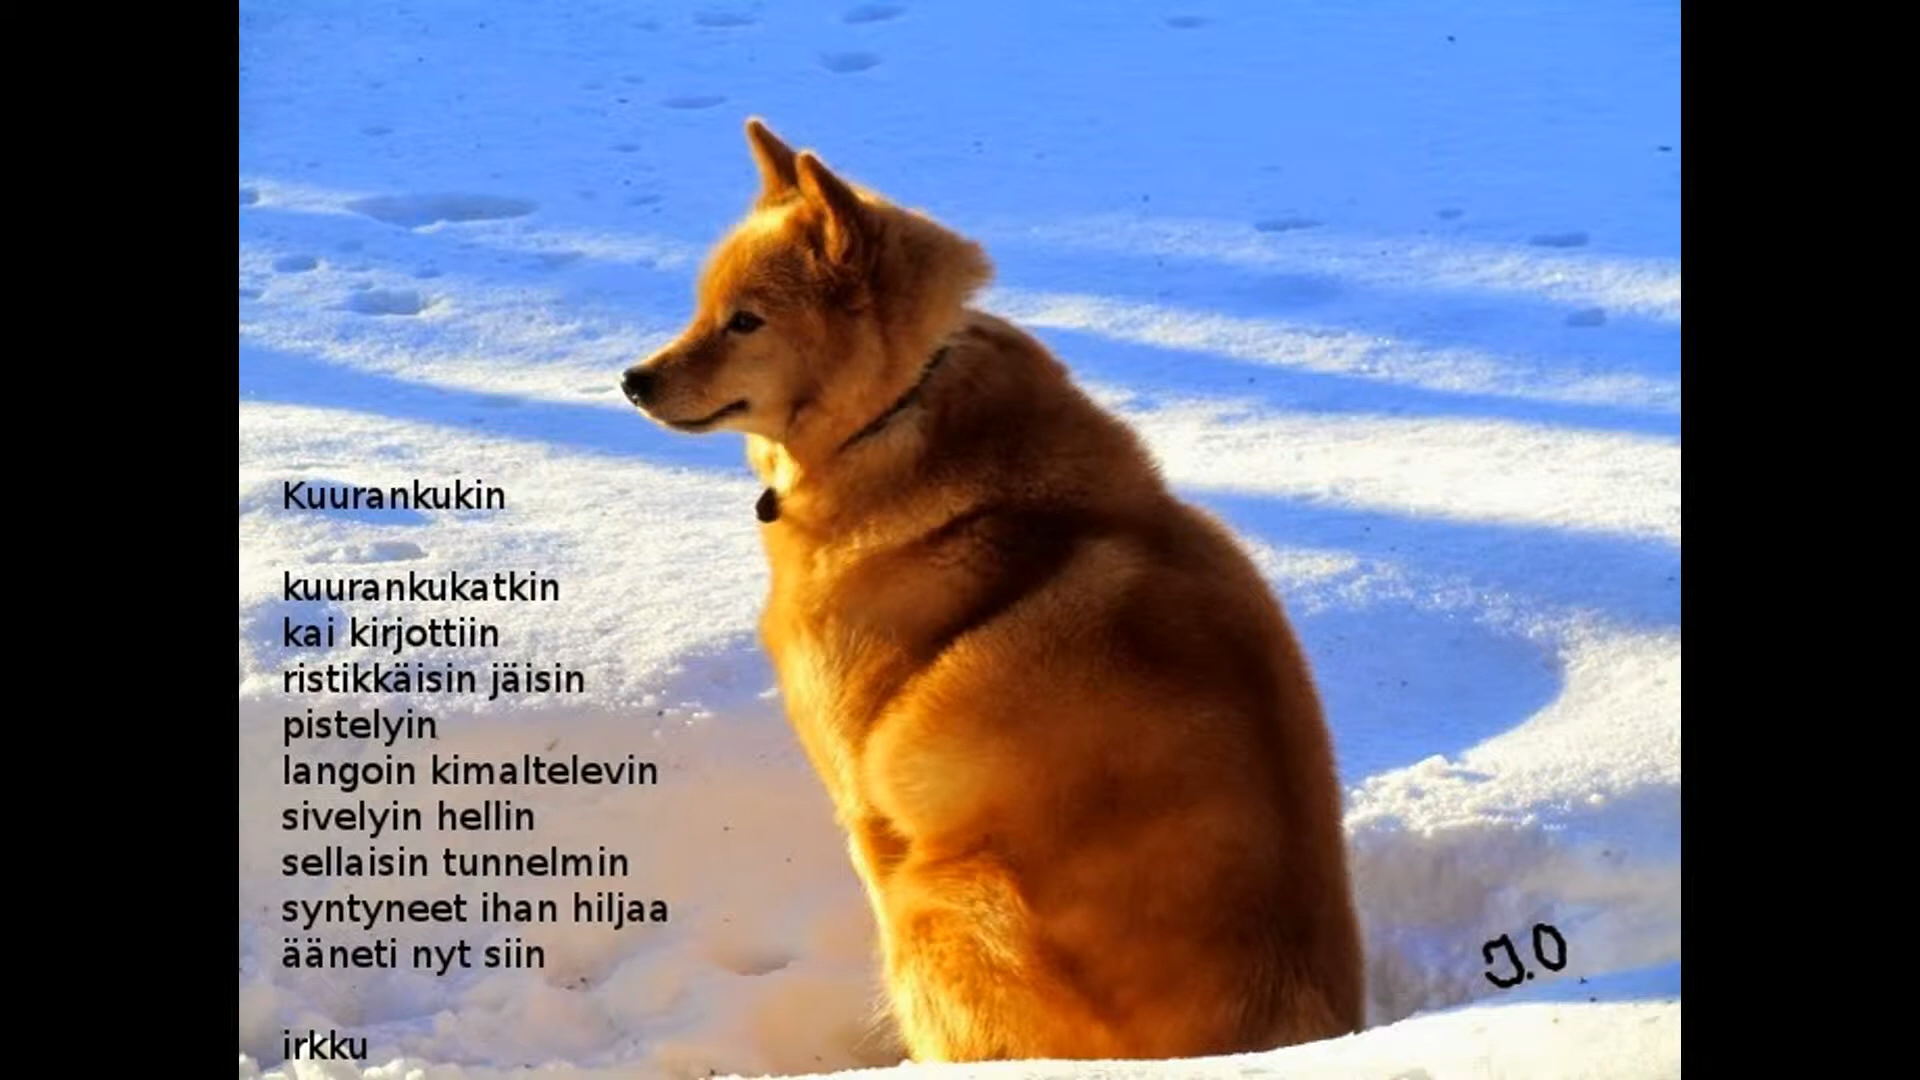 Kuurankukin
kuurankukatkin
kai kirjottiin
ristikkäisin jäisin
pistelyin
langoin kimaltelevin
sivelyin hellin
sellaisin tunnelmin
syntyneet ihan hiljaa
ääneti nyt siin
irkku
J.O